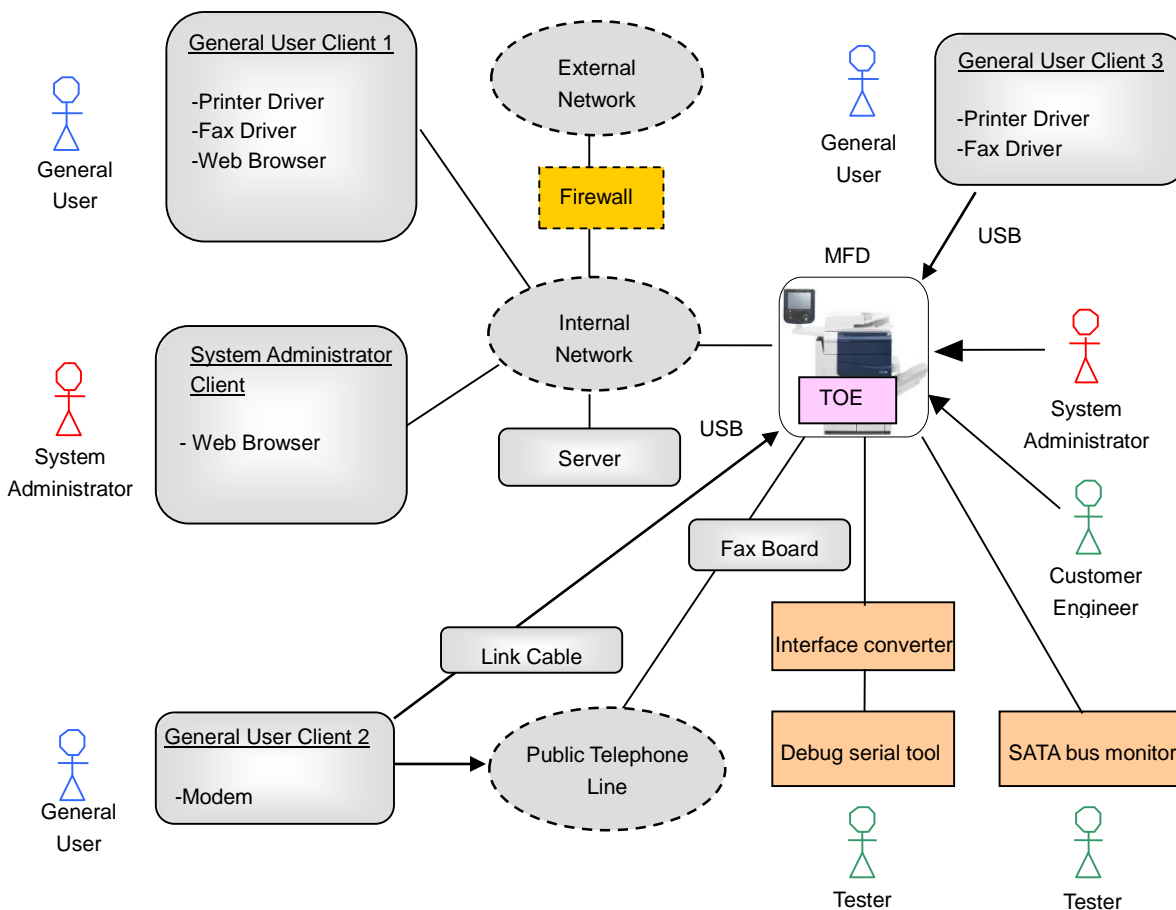 General User Client 1
-Printer Driver
-Fax Driver
-Web Browser
General
User
External
Network
Firewall
General
User
General User Client 3
-Printer Driver
-Fax Driver
USB
MFD
TOE
Internal
Network
System Administrator
Client
- Web Browser
System
Administrator
Server
USB
System
Administrator
Fax Board
Customer
Engineer
Link Cable
Interface converter
General User Client 2
-Modem
General
User
Public Telephone
Line
Debug serial tool
SATA bus monitor
Tester
Tester